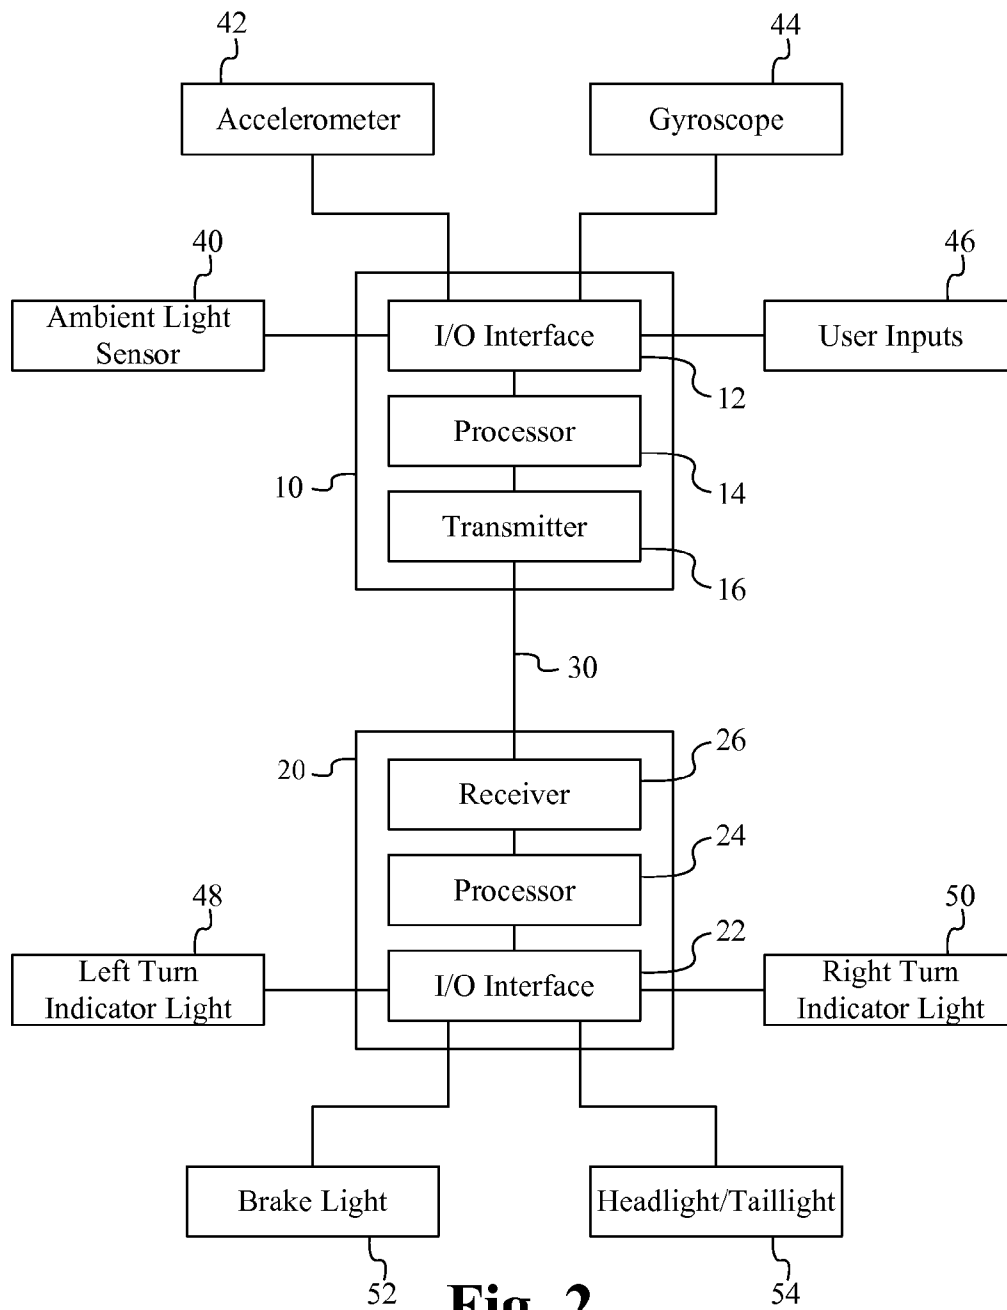 42
44
Accelerometer
Gyroscope
40
46
Ambient Light
Sensor
I/O Interface
User Inputs
12
Processor
10
14
Transmitter
16
30
26
20
Receiver
24
Processor
48
50
22
Left Turn
Indicator Light
I/O Interface
Right Turn
Indicator Light
Brake Light
Headlight/Taillight
52
54
Fig. 2